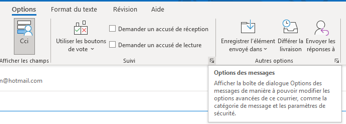 Options Format du texte Révision Aide
Cci
Utiliser les boutons de vote
Demander un accusé de réception
Demander un accusé de lecture
Enregistrer l'élément envoyé dans
Différer la livraison
Envoyer les réponses à
Afficher les champs Suivi Autres options
@hotmail.com
Options des messages
Afficher la boîte de dialogue Options des
messages de manière à pouvoir modifier les
options avancées de ce courrier, comme la
catégorie de message et les paramètres de
sécurité.